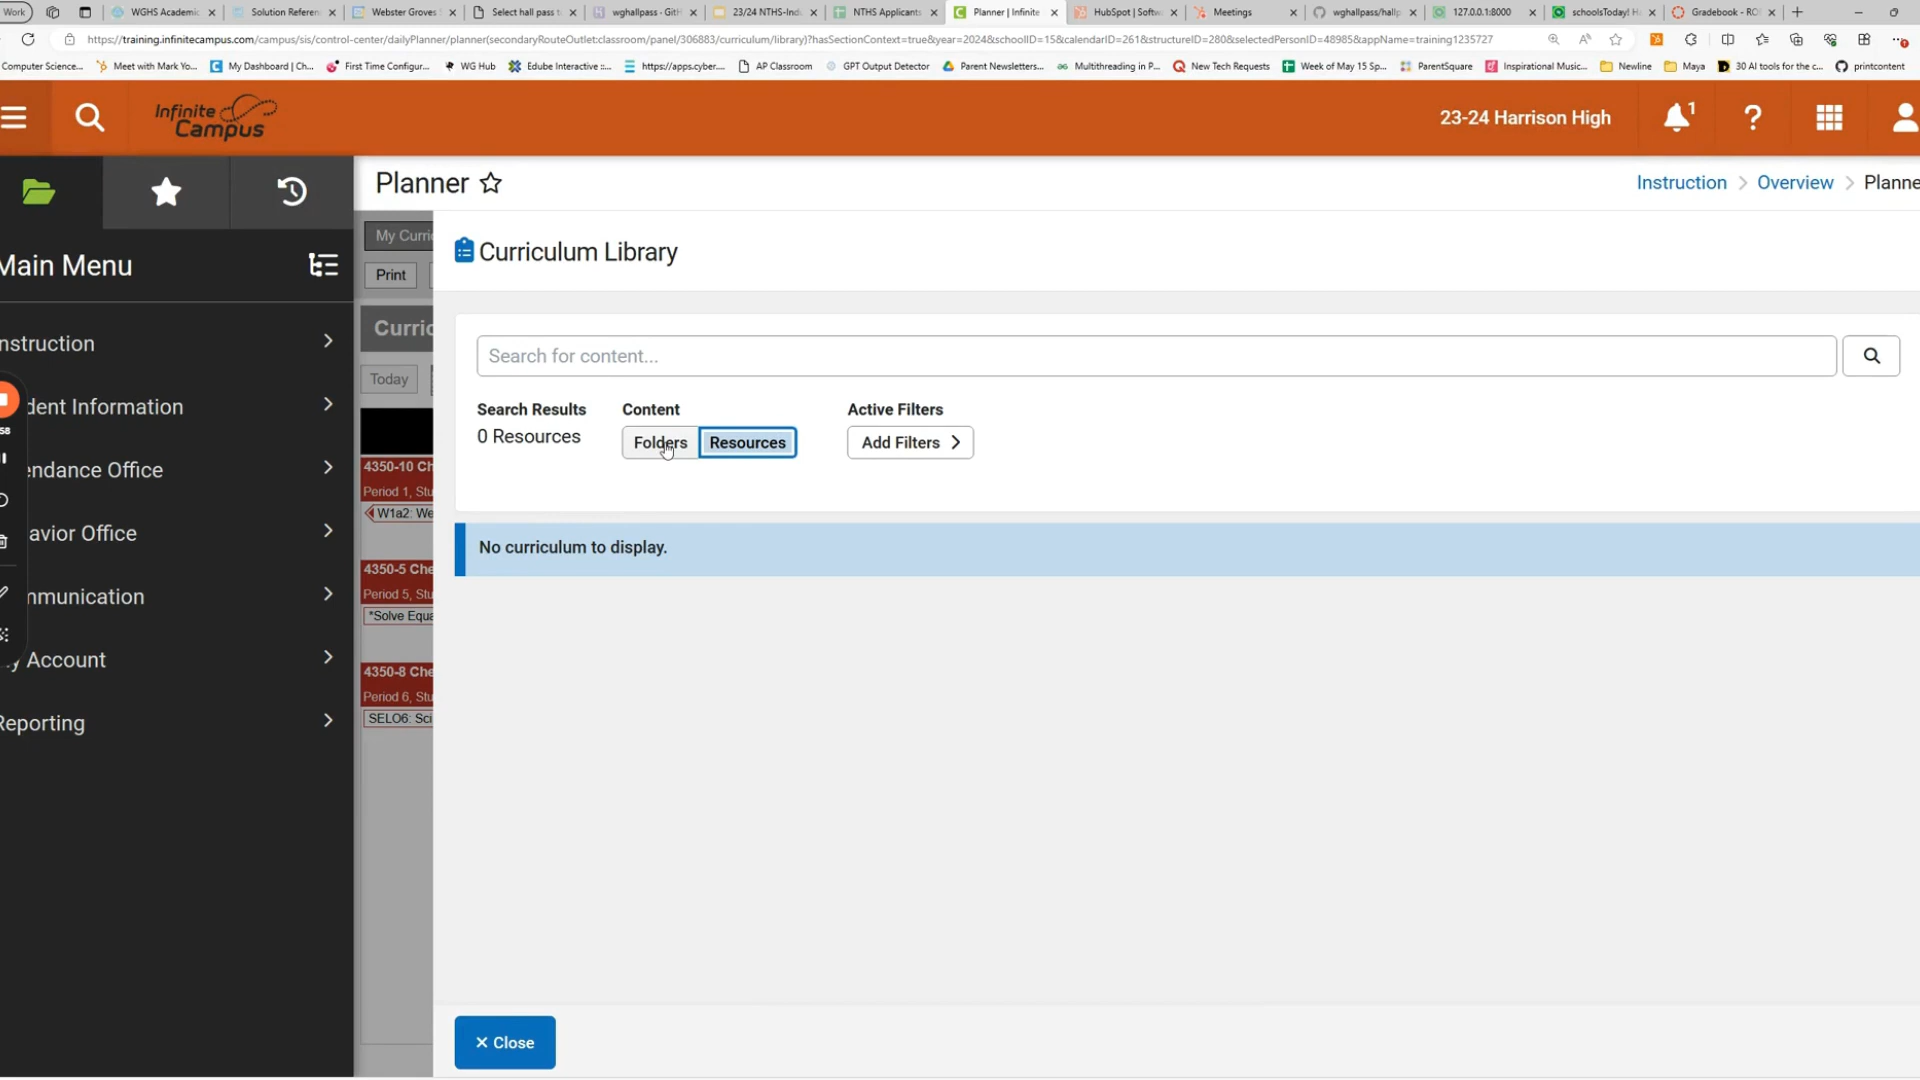 Work
WGHS Academic
Solution Referen
Webster Groves S
Select hall pass t
wghallpass - GitH
23/24 NTHS-Ind
NTHS Applicants
Planner | Infinite
HubSpot | Softw
Meetings
wghallpass/hallp
127.0.0.1:8000
schoolsToday! H
Gradebook - RO
https://training.infinitecampus.com/campus/sis/control-center/dailyPlanner/planner(secondaryRouteOutlet:classroom/panel/306883/curriculum/library)?hasSectionContext=true&year=2024&schoolID=15&calendarID=261&structureID=280&selectedPersonID=48985&appName=training1235727
Computer Science...
Meet with Mark Yo...
My Dashboard | Ch...
First Time Configur...
WG Hub
Edube Interactive ::...
https://apps.cyber....
AP Classroom
GPT Output Detector
Parent Newsletters...
Multithreading in P...
New Tech Requests
Week of May 15 Sp...
ParentSquare
Inspirational Music...
Newline
Maya
30 AI tools for the c...
printcontent
Infinite Campus
23-24 Harrison High
1
?
Planner
Instruction > Overview > Planne
Main Menu
nstruction
dent Information
endance Office
avior Office
mmunication
y Account
Reporting
58
My Curri
Print
Curric
Today
4350-10 Ch
Period 1, Stu
W1a2: We
4350-5 Che
Period 5, Stu
*Solve Equa
4350-8 Che
Period 6, Stu
SELO6: Sci
Curriculum Library
Search for content...
Search Results
0 Resources
Content
Folders
Resources
Active Filters
Add Filters
No curriculum to display.
× Close